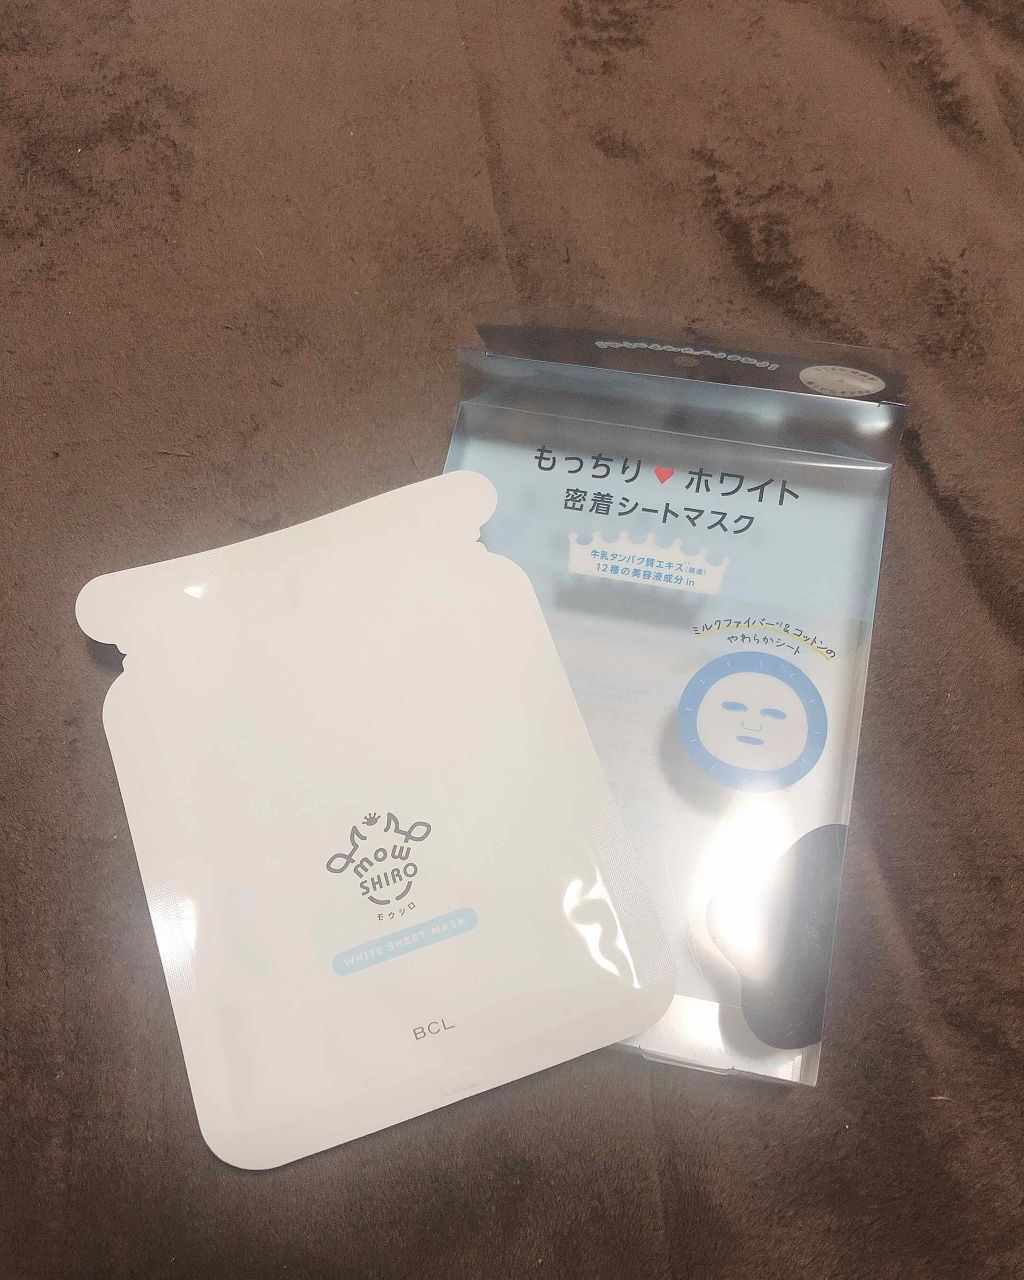 もっちり♥ホワイト
密着シートマスク
牛乳タンパク質エキス*¹(保湿)
12種の美容液成分in
ミルクファイバー*²&コットンの
やわらかシート
mow
SHIRO
モウシロ
WHITE SHEET MASK
BCL